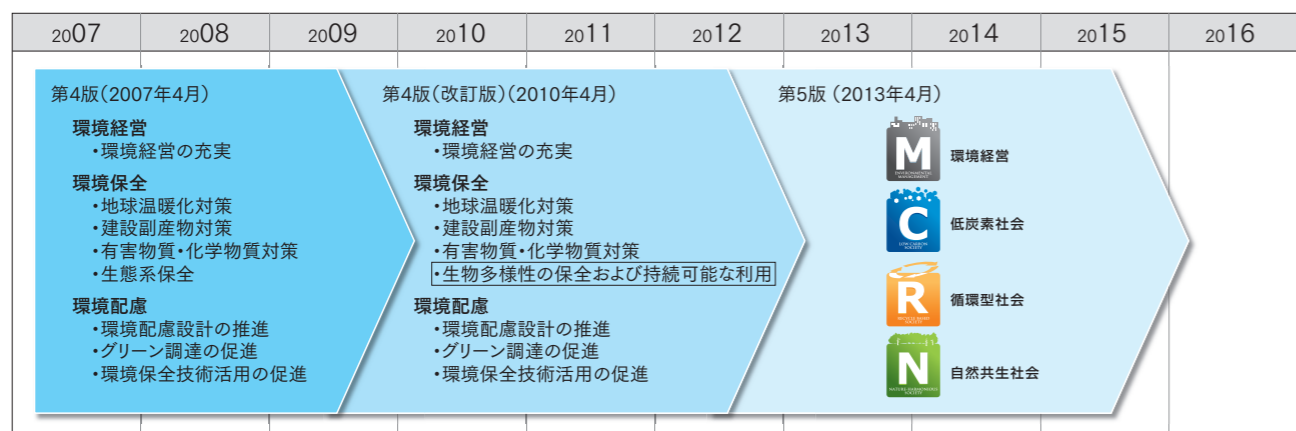 2007 2008 2009 2010 2011 2012 2013 2014 2015 2016
第4版(2007年4月)
環境経営
・環境経営の充実
環境保全
・地球温暖化対策
・建設副産物対策
・有害物質・化学物質対策
・生態系保全
環境配慮
・環境配慮設計の推進
・グリーン調達の促進
・環境保全技術活用の促進
第4版(改訂版)(2010年4月)
環境経営
・環境経営の充実
環境保全
・地球温暖化対策
・建設副産物対策
・有害物質・化学物質対策
・生物多様性の保全および持続可能な利用
環境配慮
・環境配慮設計の推進
・グリーン調達の促進
・環境保全技術活用の促進
第5版 (2013年4月)
M
ENVIRONMENTAL
MANAGEMENT
環境経営
C
LOW CARBON
SOCIETY
低炭素社会
R
SOCIETY
循環型社会
N
SOCIETY
自然共生社会